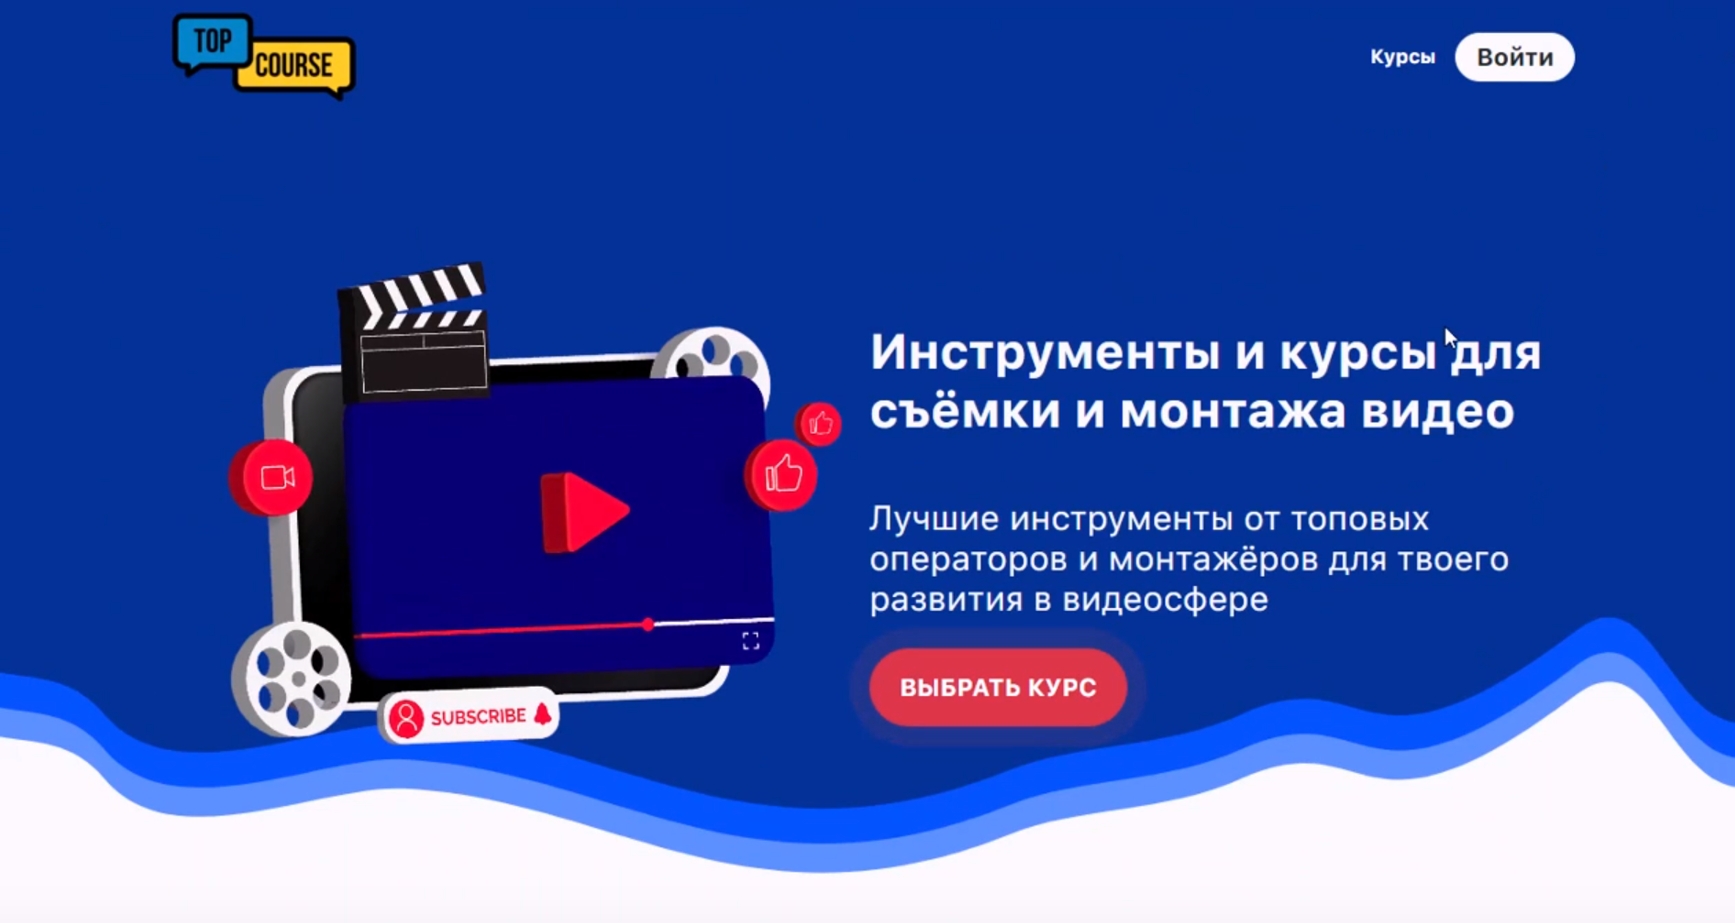 TOP
COURSE
Курсы
Войти
Инструменты и курсы для
съёмки и монтажа видео
Лучшие инструменты от топовых
операторов и монтажёров для твоего
развития в видеосфере
ВЫБРАТЬ КУРС
SUBSCRIBE